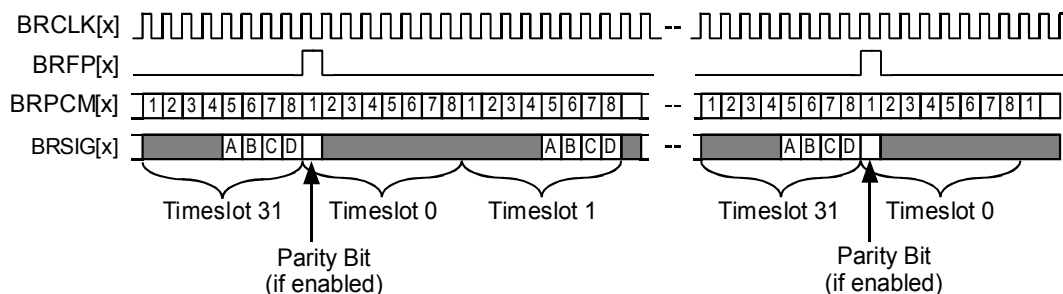 BRCLK[x] --
BRFP[x]
BRPCM[x] 1 2 3 4 5 6 7 8 1 2 3 4 5 6 7 8 1 2 3 4 5 6 7 8 -- 1 2 3 4 5 6 7 8 1 2 3 4 5 6 7 8 1
BRSIG[x] A B C D A B C D -- A B C D
Timeslot 31 Timeslot 0 Timeslot 1 Timeslot 31 Timeslot 0
Parity Bit Parity Bit
(if enabled) (if enabled)